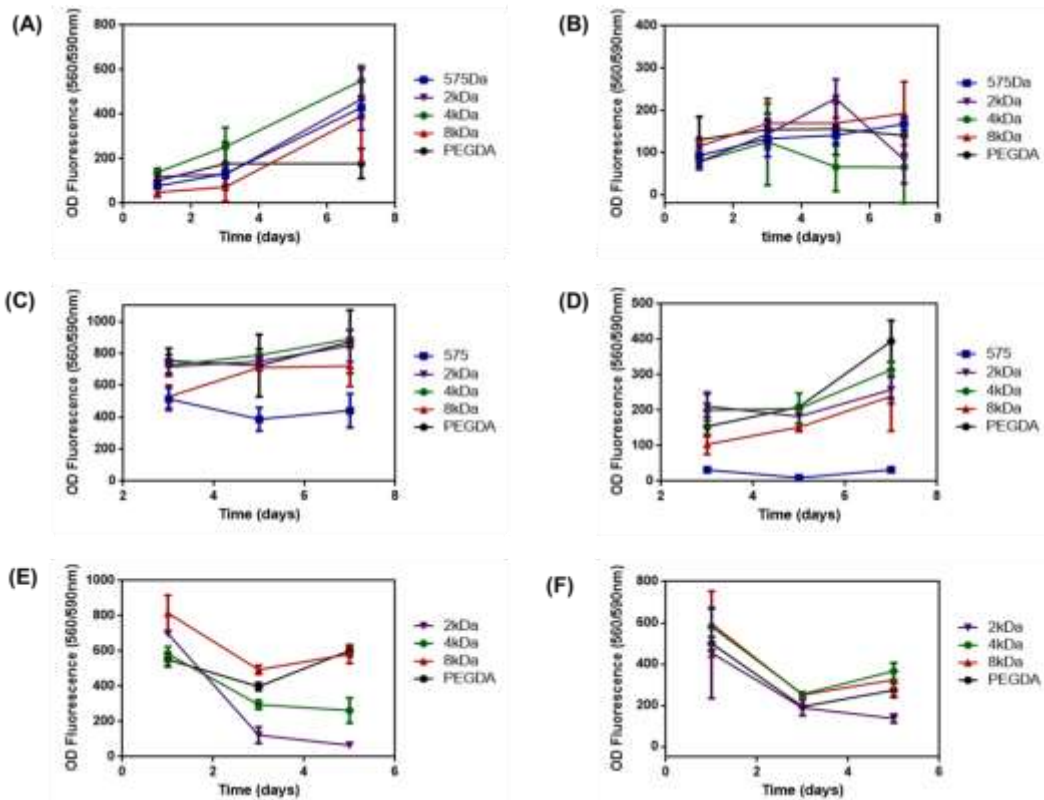 (A)
OD Fluorescence (560/590nm)
800
600
400
200
0
0 2 4 6 8
Time (days)
575Da
2kDa
4kDa
8kDa
PEGDA
(B)
OD Fluorescence (560/590nm)
400
300
200
100
0
0 2 4 6 8
time (days)
575Da
2kDa
4kDa
8kDa
PEGDA
(C)
OD Fluorescence (560/590nm)
1000
800
600
400
200
0
2 4 6 8
Time (days)
575
2kDa
4kDa
8kDa
PEGDA
(D)
OD Fluorescence (560/590nm)
500
400
300
200
100
0
2 4 6 8
Time (days)
575
2kDa
4kDa
8kDa
PEGDA
(E)
OD Fluorescence (560/590nm)
1000
800
600
400
200
0
0 2 4 6
Time (days)
2kDa
4kDa
8kDa
PEGDA
(F)
OD Fluorescence (560/590nm)
800
600
400
200
0
0 2 4 6
Time (days)
2kDa
4kDa
8kDa
PEGDA